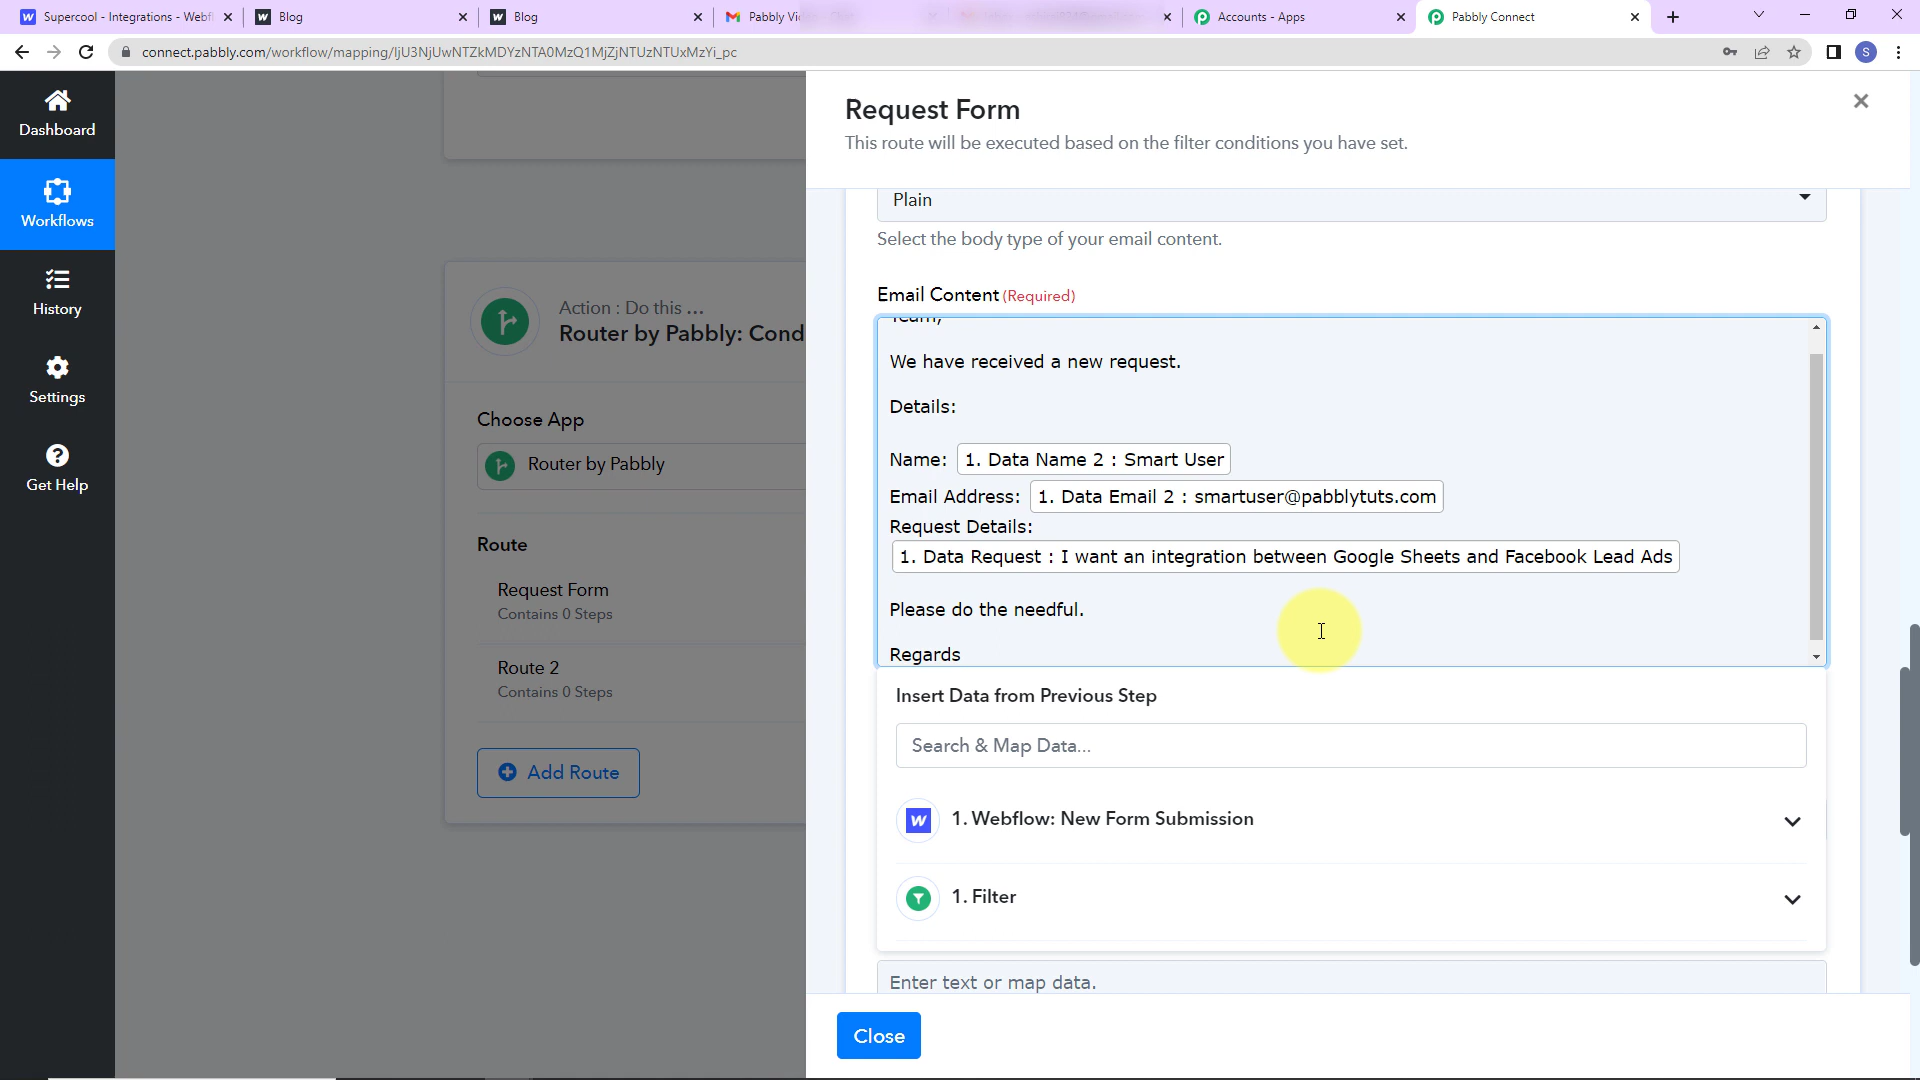 Supercool - Integrations - Webfl
Blog
Blog
Pabbly Vi
Accounts - Apps
Pabbly Connect
connect.pabbly.com/workflow/mapping/IjU3NjUwNTZkMDYzNTA0MzQ1MjZjNTUzNTUxMzYi_pc
S
Dashboard
Workflows
History
Settings
Get Help
Action : Do this ...
Router by Pabbly: Cond
Choose App
Router by Pabbly
Route
Request Form
Contains 0 Steps
Route 2
Contains 0 Steps
Add Route
Request Form
This route will be executed based on the filter conditions you have set.
Plain
Select the body type of your email content.
Email Content (Required)
Team,
We have received a new request.
Details:
Name: 1. Data Name 2 : Smart User
Email Address: 1. Data Email 2 : smartuser@pabblytuts.com
Request Details:
1. Data Request : I want an integration between Google Sheets and Facebook Lead Ads
Please do the needful.
Regards
Insert Data from Previous Step
Search & Map Data...
1. Webflow: New Form Submission
1. Filter
Enter text or map data.
Close